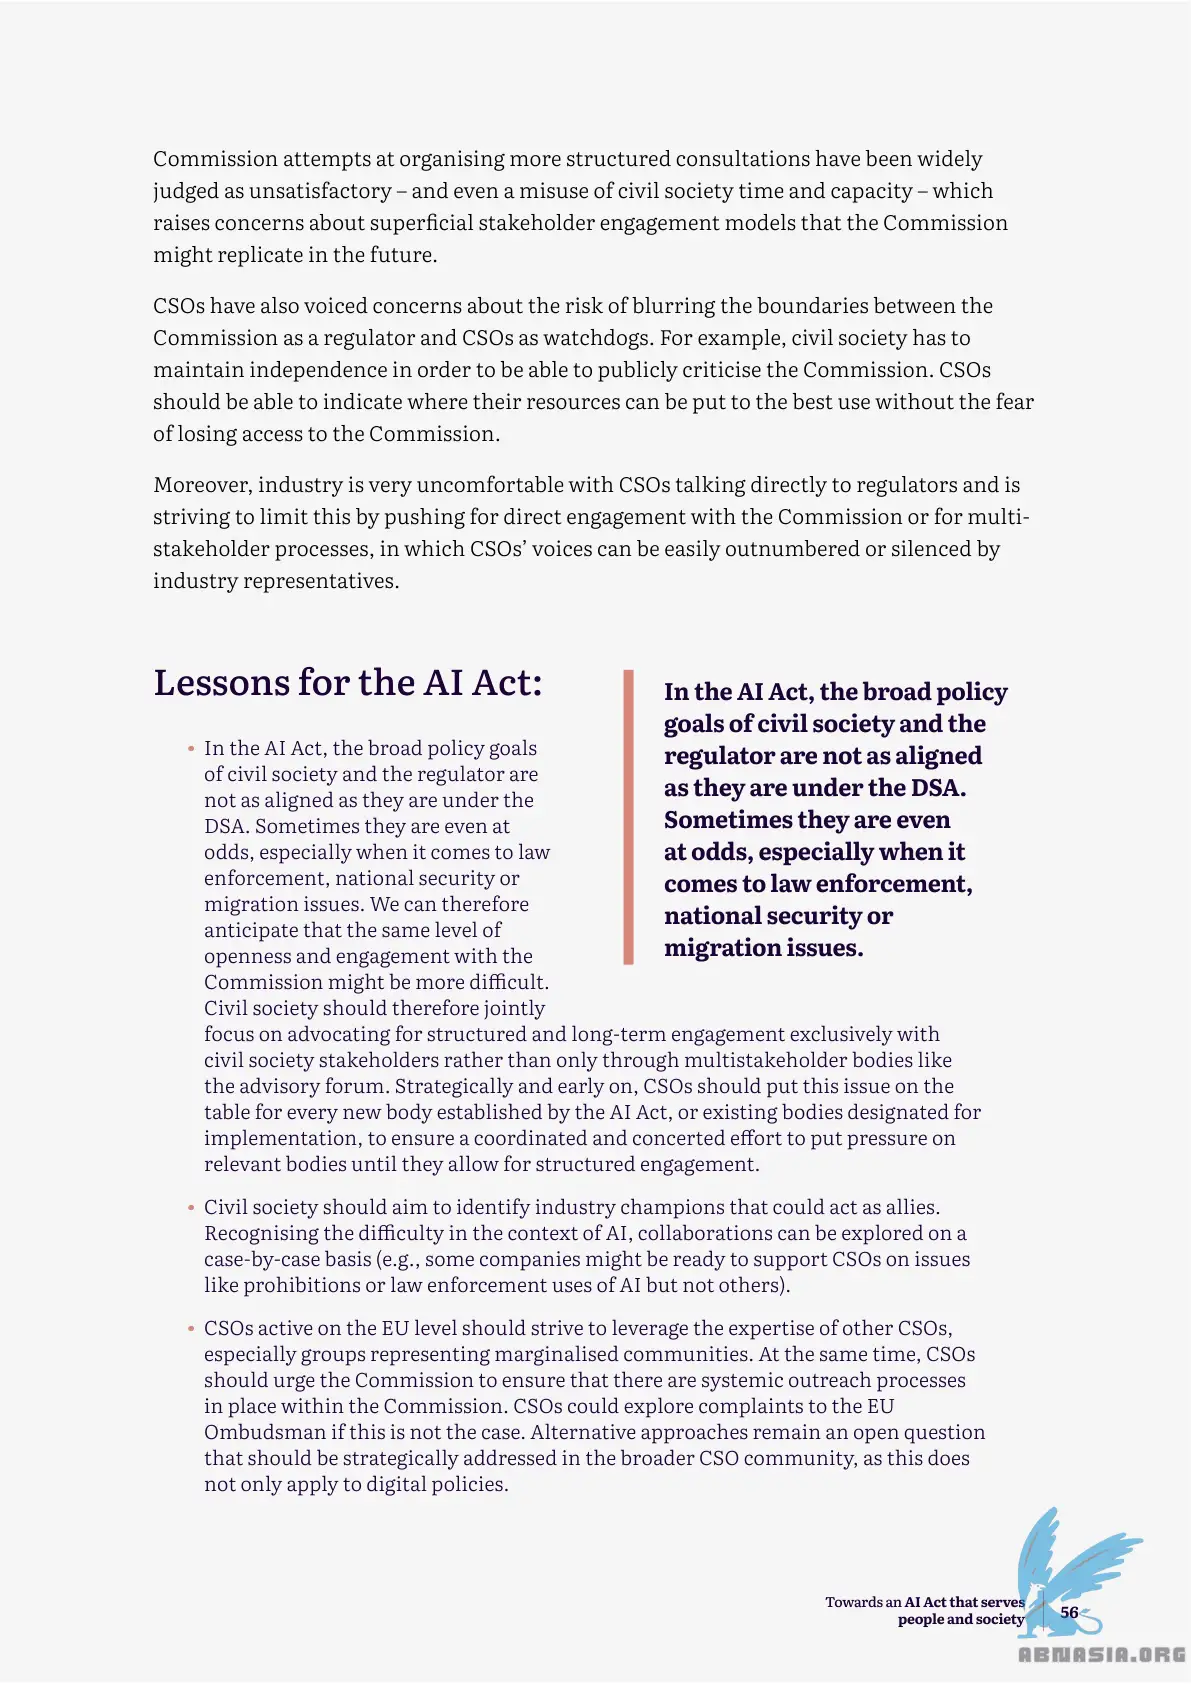 Commission attempts at organising more structured consultations have been widely
judged as unsatisfactory – and even a misuse of civil society time and capacity – which
raises concerns about superficial stakeholder engagement models that the Commission
might replicate in the future.
CSOs have also voiced concerns about the risk of blurring the boundaries between the
Commission as a regulator and CSOs as watchdogs. For example, civil society has to
maintain independence in order to be able to publicly criticise the Commission. CSOs
should be able to indicate where their resources can be put to the best use without the fear
of losing access to the Commission.
Moreover, industry is very uncomfortable with CSOs talking directly to regulators and is
striving to limit this by pushing for direct engagement with the Commission or for multi-
stakeholder processes, in which CSOs’ voices can be easily outnumbered or silenced by
industry representatives.
Lessons for the AI Act:
• In the AI Act, the broad policy goals
of civil society and the regulator are
not as aligned as they are under the
DSA. Sometimes they are even at
odds, especially when it comes to law
enforcement, national security or
migration issues. We can therefore
anticipate that the same level of
openness and engagement with the
Commission might be more difficult.
Civil society should therefore jointly
focus on advocating for structured and long-term engagement exclusively with
civil society stakeholders rather than only through multistakeholder bodies like
the advisory forum. Strategically and early on, CSOs should put this issue on the
table for every new body established by the AI Act, or existing bodies designated for
implementation, to ensure a coordinated and concerted effort to put pressure on
relevant bodies until they allow for structured engagement.
In the AI Act, the broad policy
goals of civil society and the
regulator are not as aligned
as they are under the DSA.
Sometimes they are even
at odds, especially when it
comes to law enforcement,
national security or
migration issues.
• Civil society should aim to identify industry champions that could act as allies.
Recognising the difficulty in the context of AI, collaborations can be explored on a
case-by-case basis (e.g., some companies might be ready to support CSOs on issues
like prohibitions or law enforcement uses of AI but not others).
• CSOs active on the EU level should strive to leverage the expertise of other CSOs,
especially groups representing marginalised communities. At the same time, CSOs
should urge the Commission to ensure that there are systemic outreach processes
in place within the Commission. CSOs could explore complaints to the EU
Ombudsman if this is not the case. Alternative approaches remain an open question
that should be strategically addressed in the broader CSO community, as this does
not only apply to digital policies.
Towards an AI Act that serves
people and society
56
ABNASIA.ORG